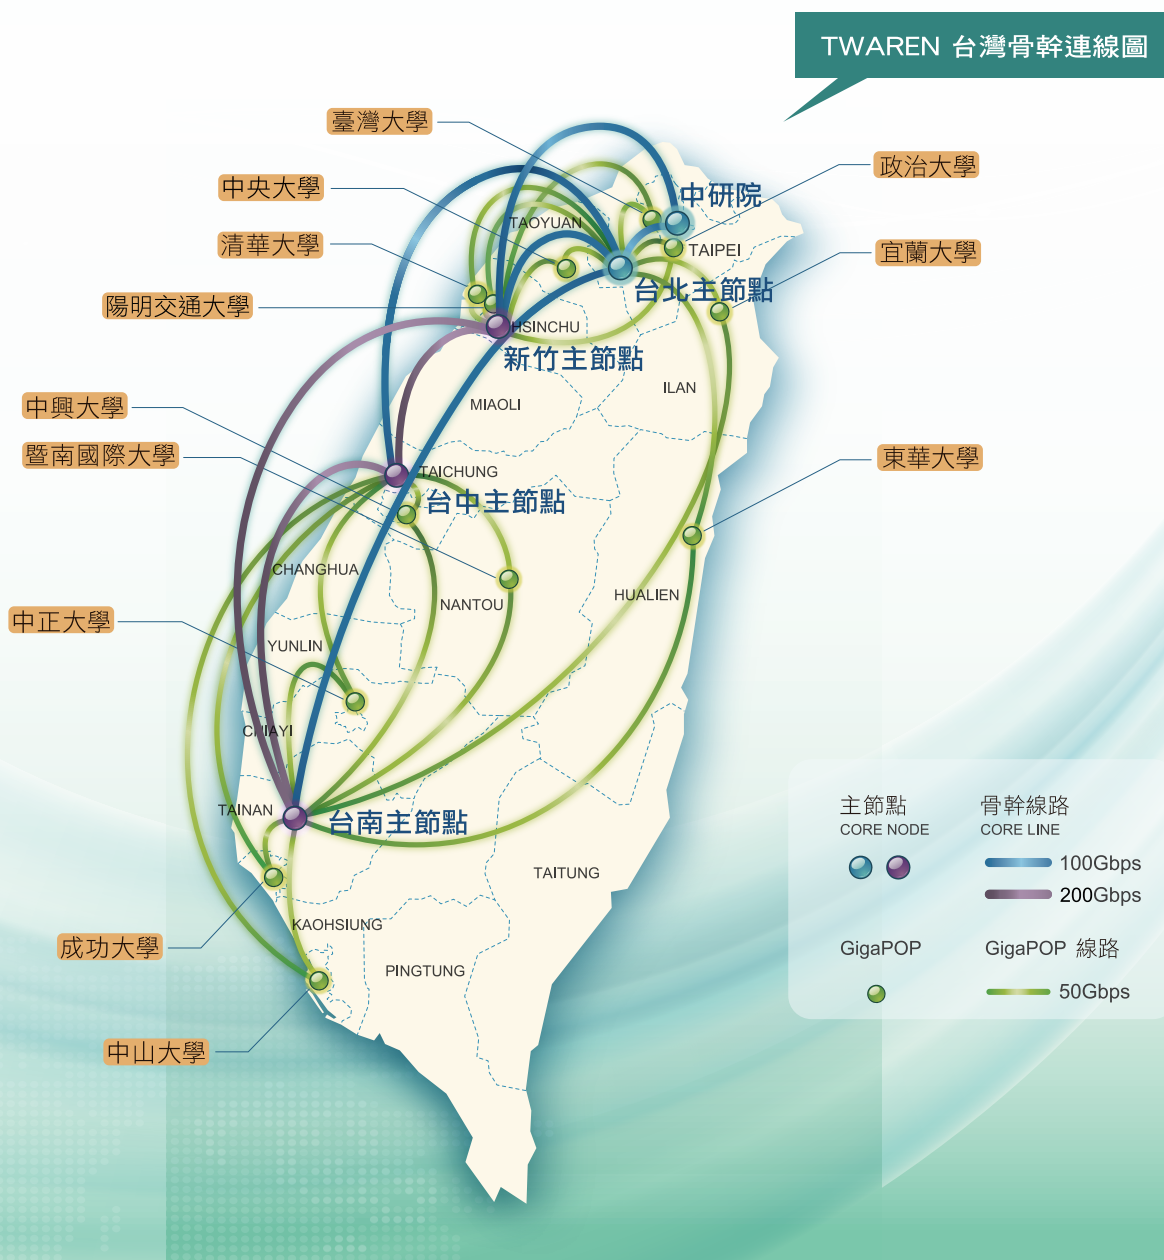 TWAREN 台灣骨幹連線圖
臺灣大學
政治大學
中央大學
中研院
TAOYUAN
清華大學
TAIPEI
宜蘭大學
台北主節點
陽明交通大學
HSINCHU
新竹主節點
ILAN
中興大學
MIAOLI
暨南國際大學
TAICHUNG
東華大學
台中主節點
CHANGHUA
HUALIEN
NANTOU
中正大學
YUNLIN
CHIAYI
TAINAN
台南主節點
TAITUNG
KAOHSIUNG
成功大學
PINGTUNG
中山大學
主節點
CORE NODE
骨幹線路
CORE LINE
100Gbps
200Gbps
GigaPOP
GigaPOP 線路
50Gbps